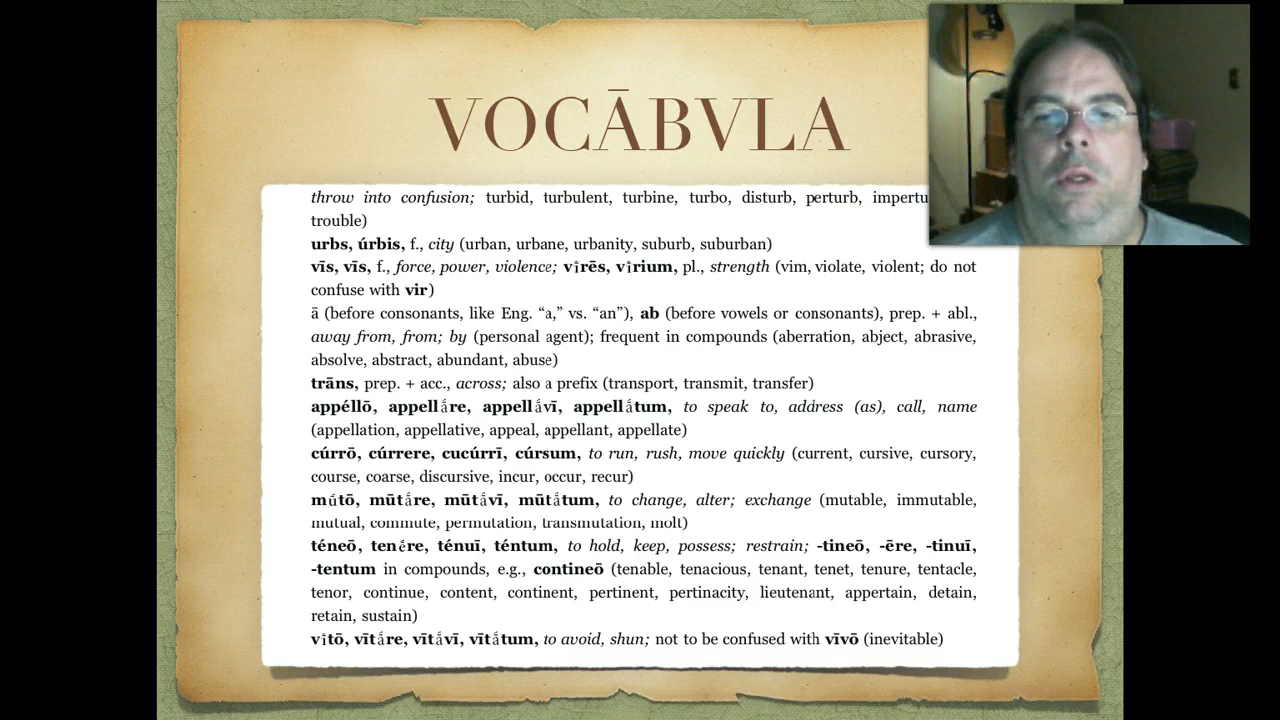 VOCĀBVLA
throw into confusion; turbid, turbulent, turbine, turbo, disturb, perturb,
trouble)
urbs, úrbis, f., city (urban, urbane, urbanity, suburb, suburban)
vīs, vīs, f., force, power, violence; vī́rēs, vī́rium, pl., strength (vim, violate, violent; do not
confuse with vir)
ā (before consonants, like Eng. “a,” vs. “an”), ab (before vowels or consonants), prep. + abl.,
away from, from; by (personal agent); frequent in compounds (aberration, abject, abrasive,
absolve, abstract, abundant, abuse)
trāns, prep. + acc., across; also a prefix (transport, transmit, transfer)
appéllō, appellā́re, appellā́vī, appellā́tum, to speak to, address (as), call, name
(appellation, appellative, appeal, appellant, appellate)
cúrrō, cúrrere, cucúrrī, cúrsum, to run, rush, move quickly (current, cursive, cursory,
course, coarse, discursive, incur, occur, recur)
mū́tō, mūtā́re, mūtā́vī, mūtā́tum, to change, alter; exchange (mutable, immutable,
mutual, commute, permutation, transmutation, molt)
téneō, tenḗre, ténuī, téntum, to hold, keep, possess; restrain; -tineō, -ēre, -tinuī,
-tentum in compounds, e.g., contineō (tenable, tenacious, tenant, tenet, tenure, tentacle,
tenor, continue, content, continent, pertinent, pertinacity, lieutenant, appertain, detain,
retain, sustain)
vī́tō, vītā́re, vītā́vī, vītā́tum, to avoid, shun; not to be confused with vīvō (inevitable)